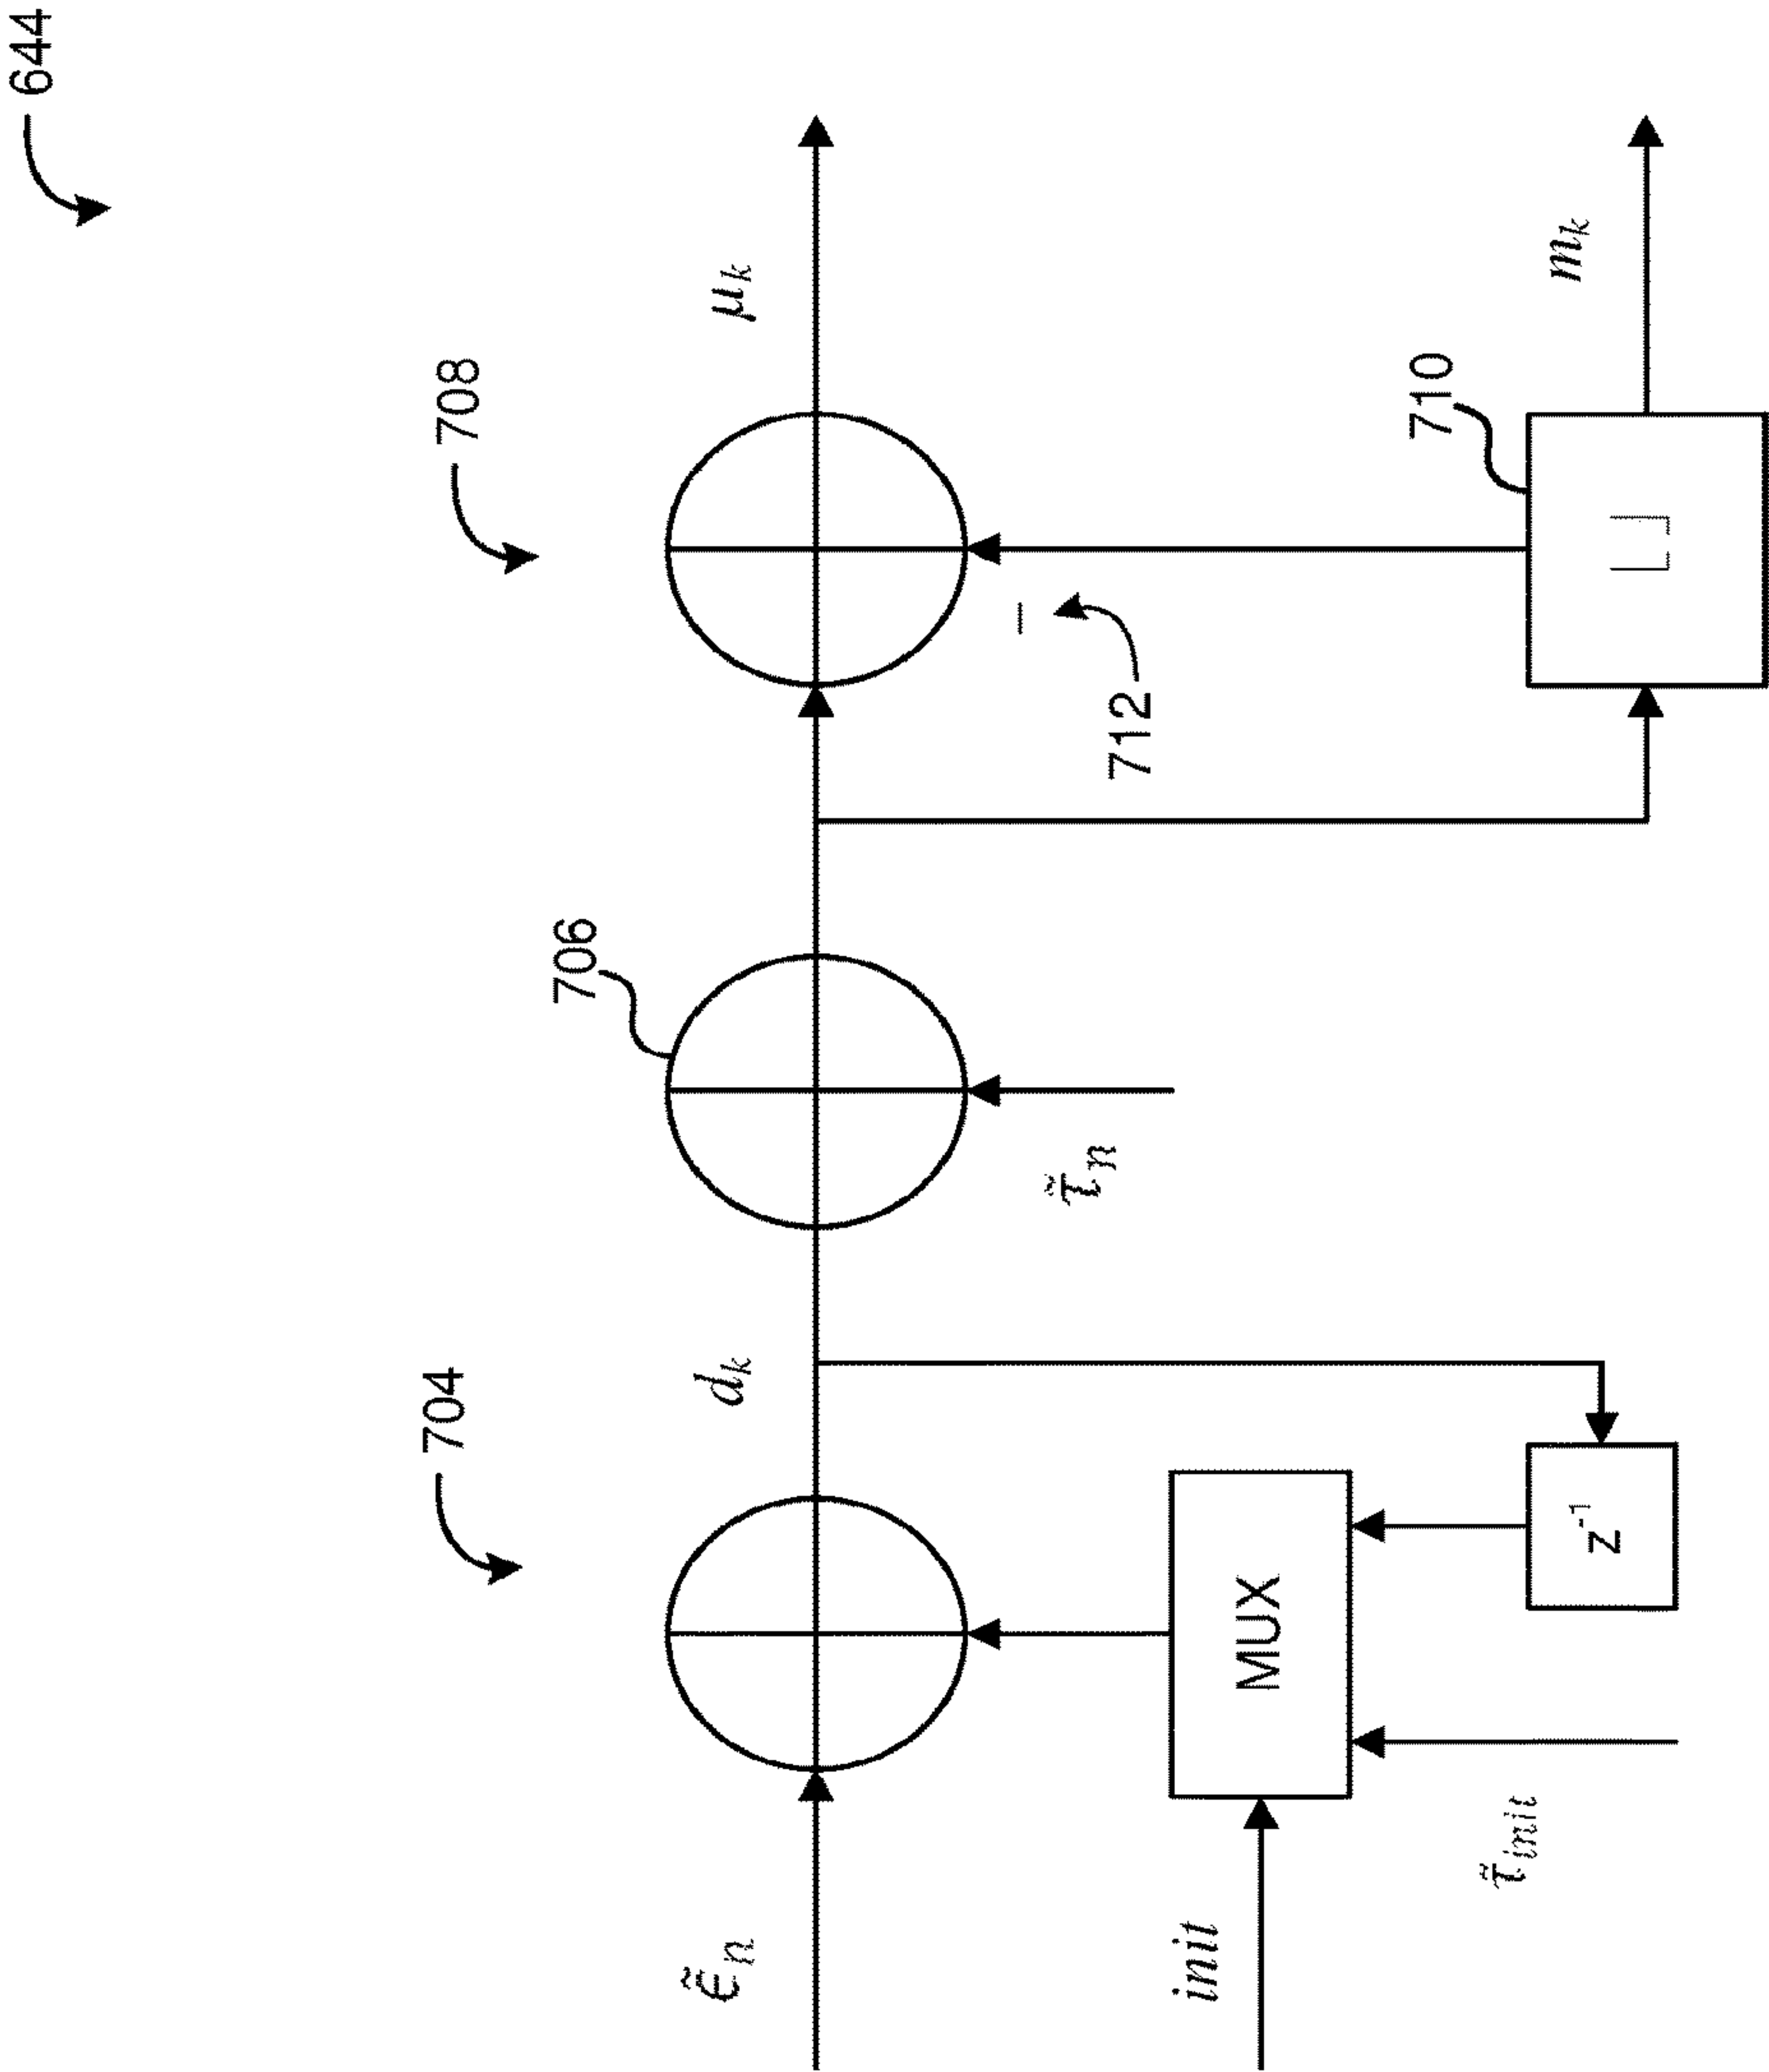 644
708
704
706
μₖ
dₖ
ϵ̃ₙ
712
710
τ̃ₙ
mₖ
⌊ ⌋
MUX
init
z⁻¹
τ̃ᵢₙᵢₜ
−